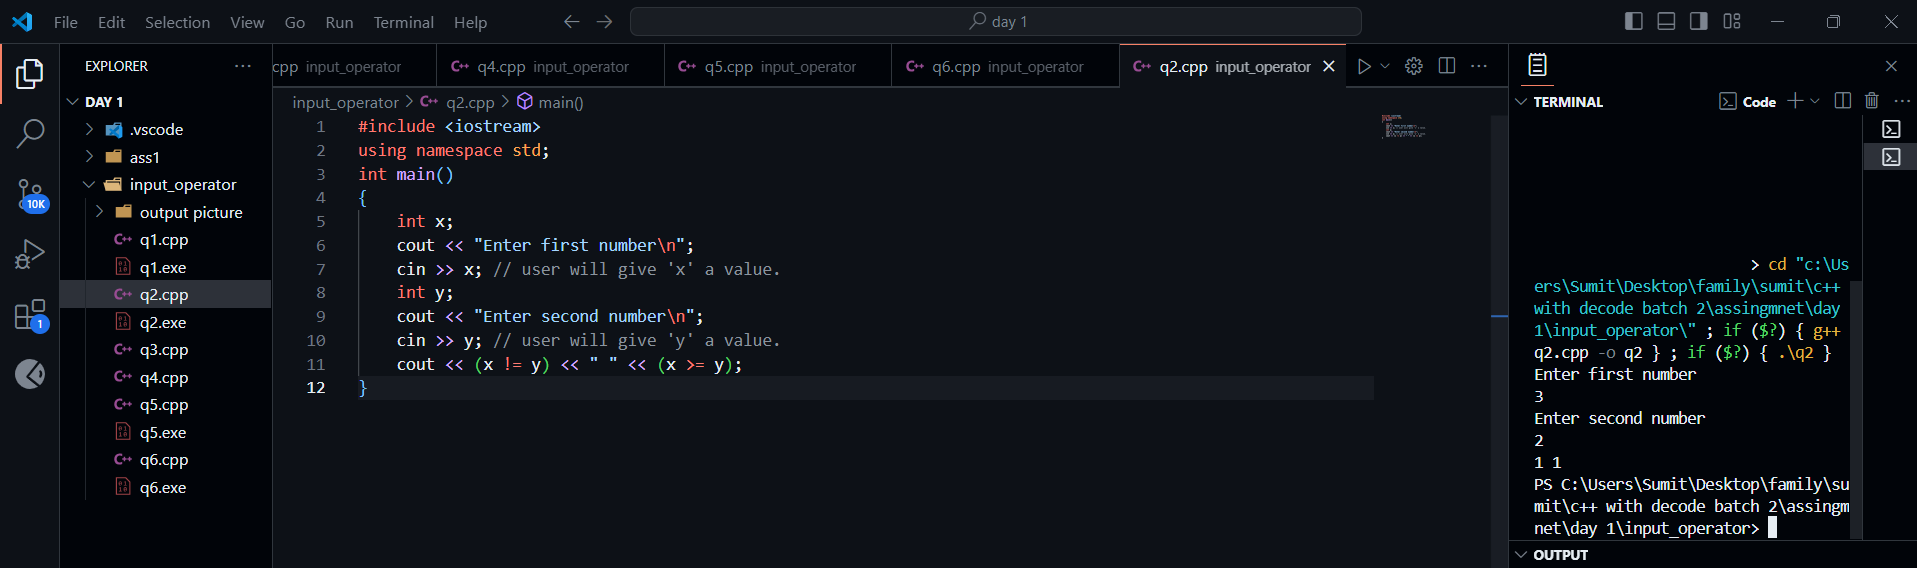 File Edit Selection View Go Run Terminal Help
day 1
EXPLORER
DAY 1
.vscode
ass1
input_operator
output picture
q1.cpp
q1.exe
q2.cpp
q2.exe
q3.cpp
q4.cpp
q5.cpp
q5.exe
q6.cpp
q6.exe
10K
1
cpp input_operator
q4.cpp input_operator
q5.cpp input_operator
q6.cpp input_operator
q2.cpp input_operator
input_operator > q2.cpp > main()
1 #include <iostream>
2 using namespace std;
3 int main()
4 {
5 int x;
6 cout << "Enter first number\n";
7 cin >> x; // user will give 'x' a value.
8 int y;
9 cout << "Enter second number\n";
10 cin >> y; // user will give 'y' a value.
11 cout << (x != y) << " " << (x >= y);
12 }
TERMINAL
Code
> cd "c:\Us
ers\Sumit\Desktop\family\sumit\c++
with decode batch 2\assingmnet\day
1\input_operator\" ; if ($?) { g++
q2.cpp -o q2 } ; if ($?) { .\q2 }
Enter first number
3
Enter second number
2
1 1
PS C:\Users\Sumit\Desktop\family\su
mit\c++ with decode batch 2\assingm
net\day 1\input_operator>
OUTPUT